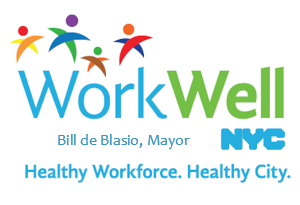 WorkWell
Bill de Blasio, Mayor NYC
Healthy Workforce. Healthy City.